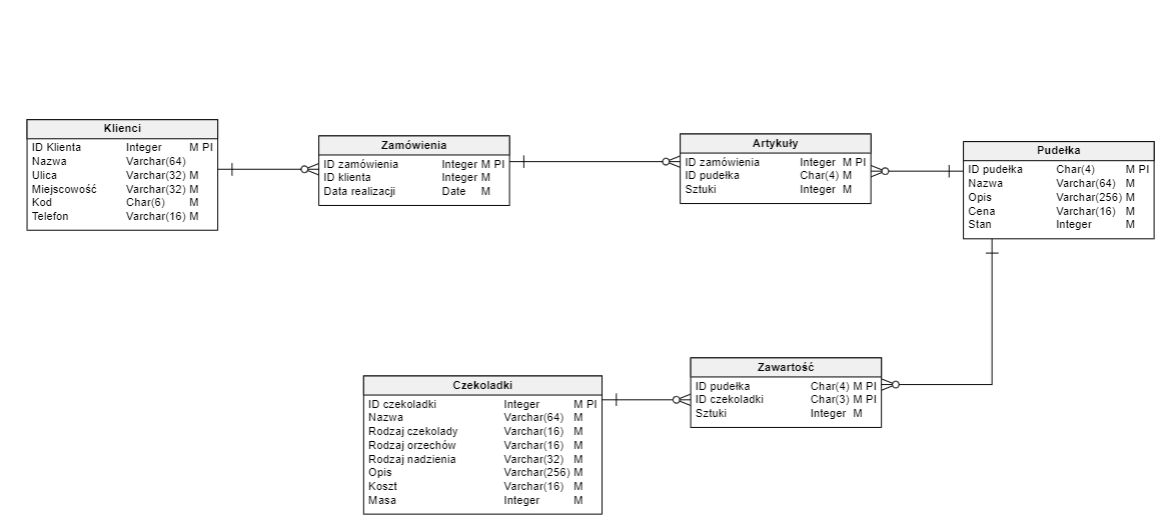 Klienci
ID Klienta Integer M PI
Nazwa Varchar(64)
Ulica Varchar(32) M
Miejscowość Varchar(32) M
Kod Char(6) M
Telefon Varchar(16) M
Zamówienia
ID zamówienia Integer M PI
ID klienta Integer M
Data realizacji Date M
Artykuły
ID zamówienia Integer M PI
ID pudełka Char(4) M
Sztuki Integer M
Pudełka
ID pudełka Char(4) M PI
Nazwa Varchar(64) M
Opis Varchar(256) M
Cena Varchar(16) M
Stan Integer M
Czekoladki
ID czekoladki Integer M PI
Nazwa Varchar(64) M
Rodzaj czekolady Varchar(16) M
Rodzaj orzechów Varchar(16) M
Rodzaj nadzienia Varchar(32) M
Opis Varchar(256) M
Koszt Varchar(16) M
Masa Integer M
Zawartość
ID pudełka Char(4) M PI
ID czekoladki Char(3) M PI
Sztuki Integer M